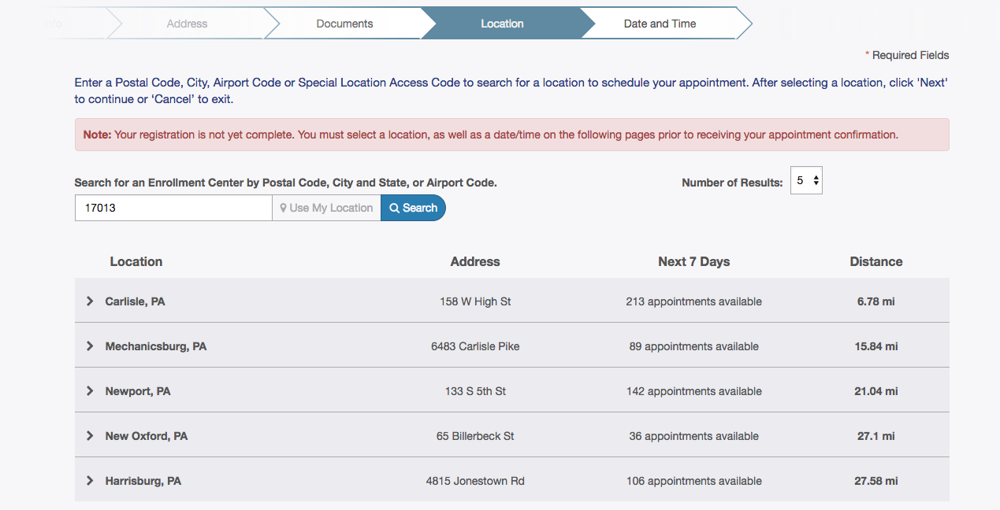 nfo Address Documents Location Date and Time
* Required Fields
Enter a Postal Code, City, Airport Code or Special Location Access Code to search for a location to schedule your appointment. After selecting a location, click 'Next'
to continue or ‘Cancel’ to exit.
Note: Your registration is not yet complete. You must select a location, as well as a date/time on the following pages prior to receiving your appointment confirmation.
Search for an Enrollment Center by Postal Code, City and State, or Airport Code. Number of Results: 5
17013 Use My Location Search
Location Address Next 7 Days Distance
Carlisle, PA 158 W High St 213 appointments available 6.78 mi
Mechanicsburg, PA 6483 Carlisle Pike 89 appointments available 15.84 mi
Newport, PA 133 S 5th St 142 appointments available 21.04 mi
New Oxford, PA 65 Billerbeck St 36 appointments available 27.1 mi
Harrisburg, PA 4815 Jonestown Rd 106 appointments available 27.58 mi